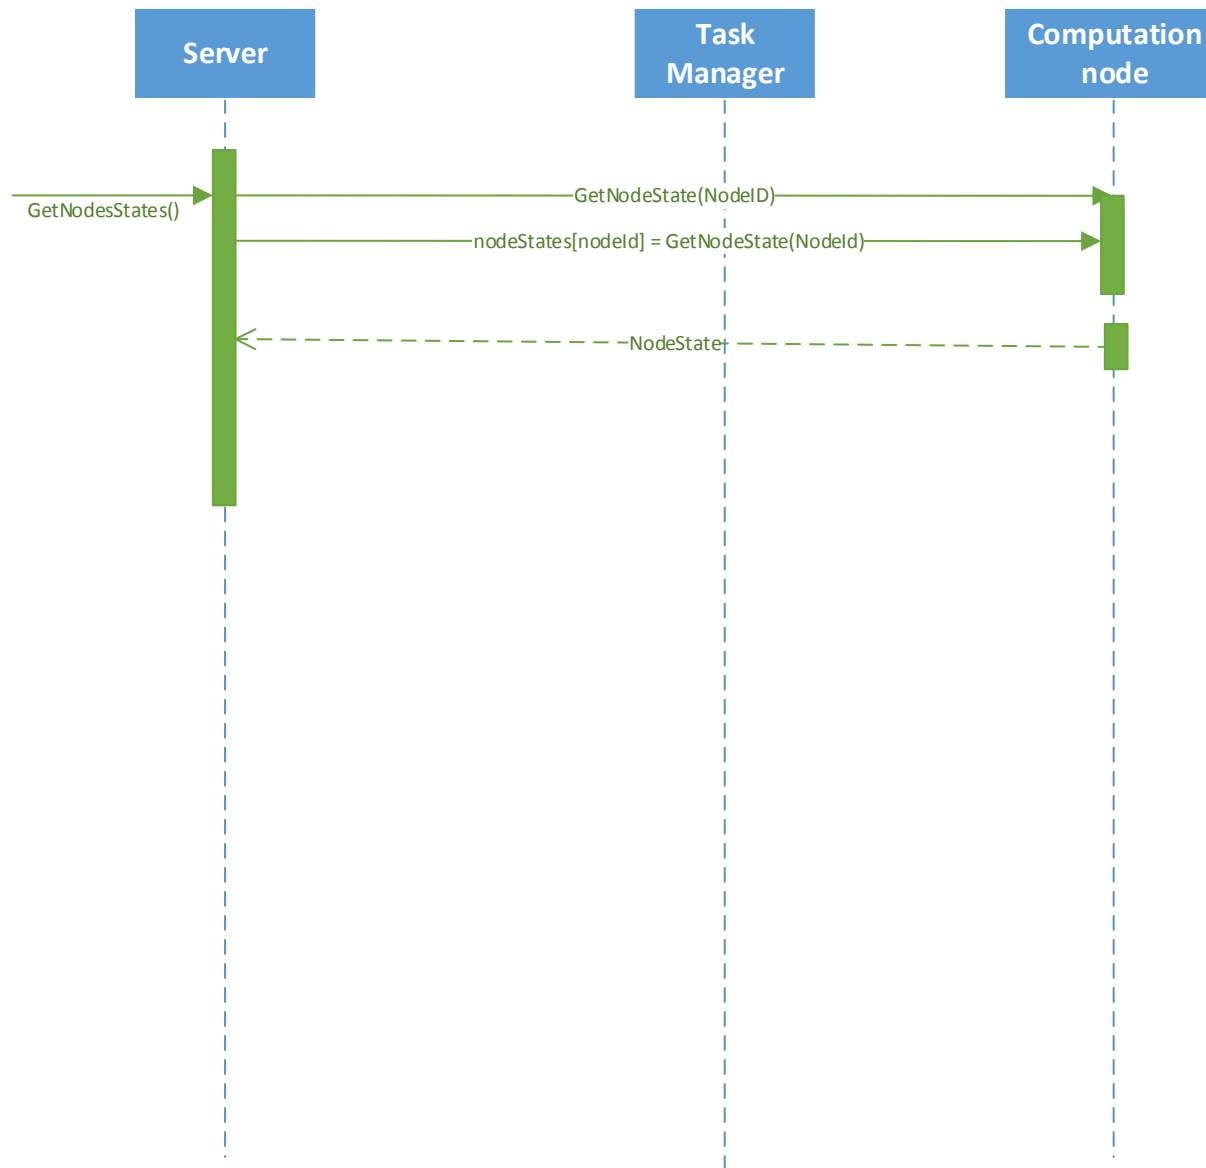 Server
Task
Manager
Computation
node
GetNodesStates()
GetNodeState(NodeID)
nodeStates[nodeId] = GetNodeState(NodeId)
NodeState